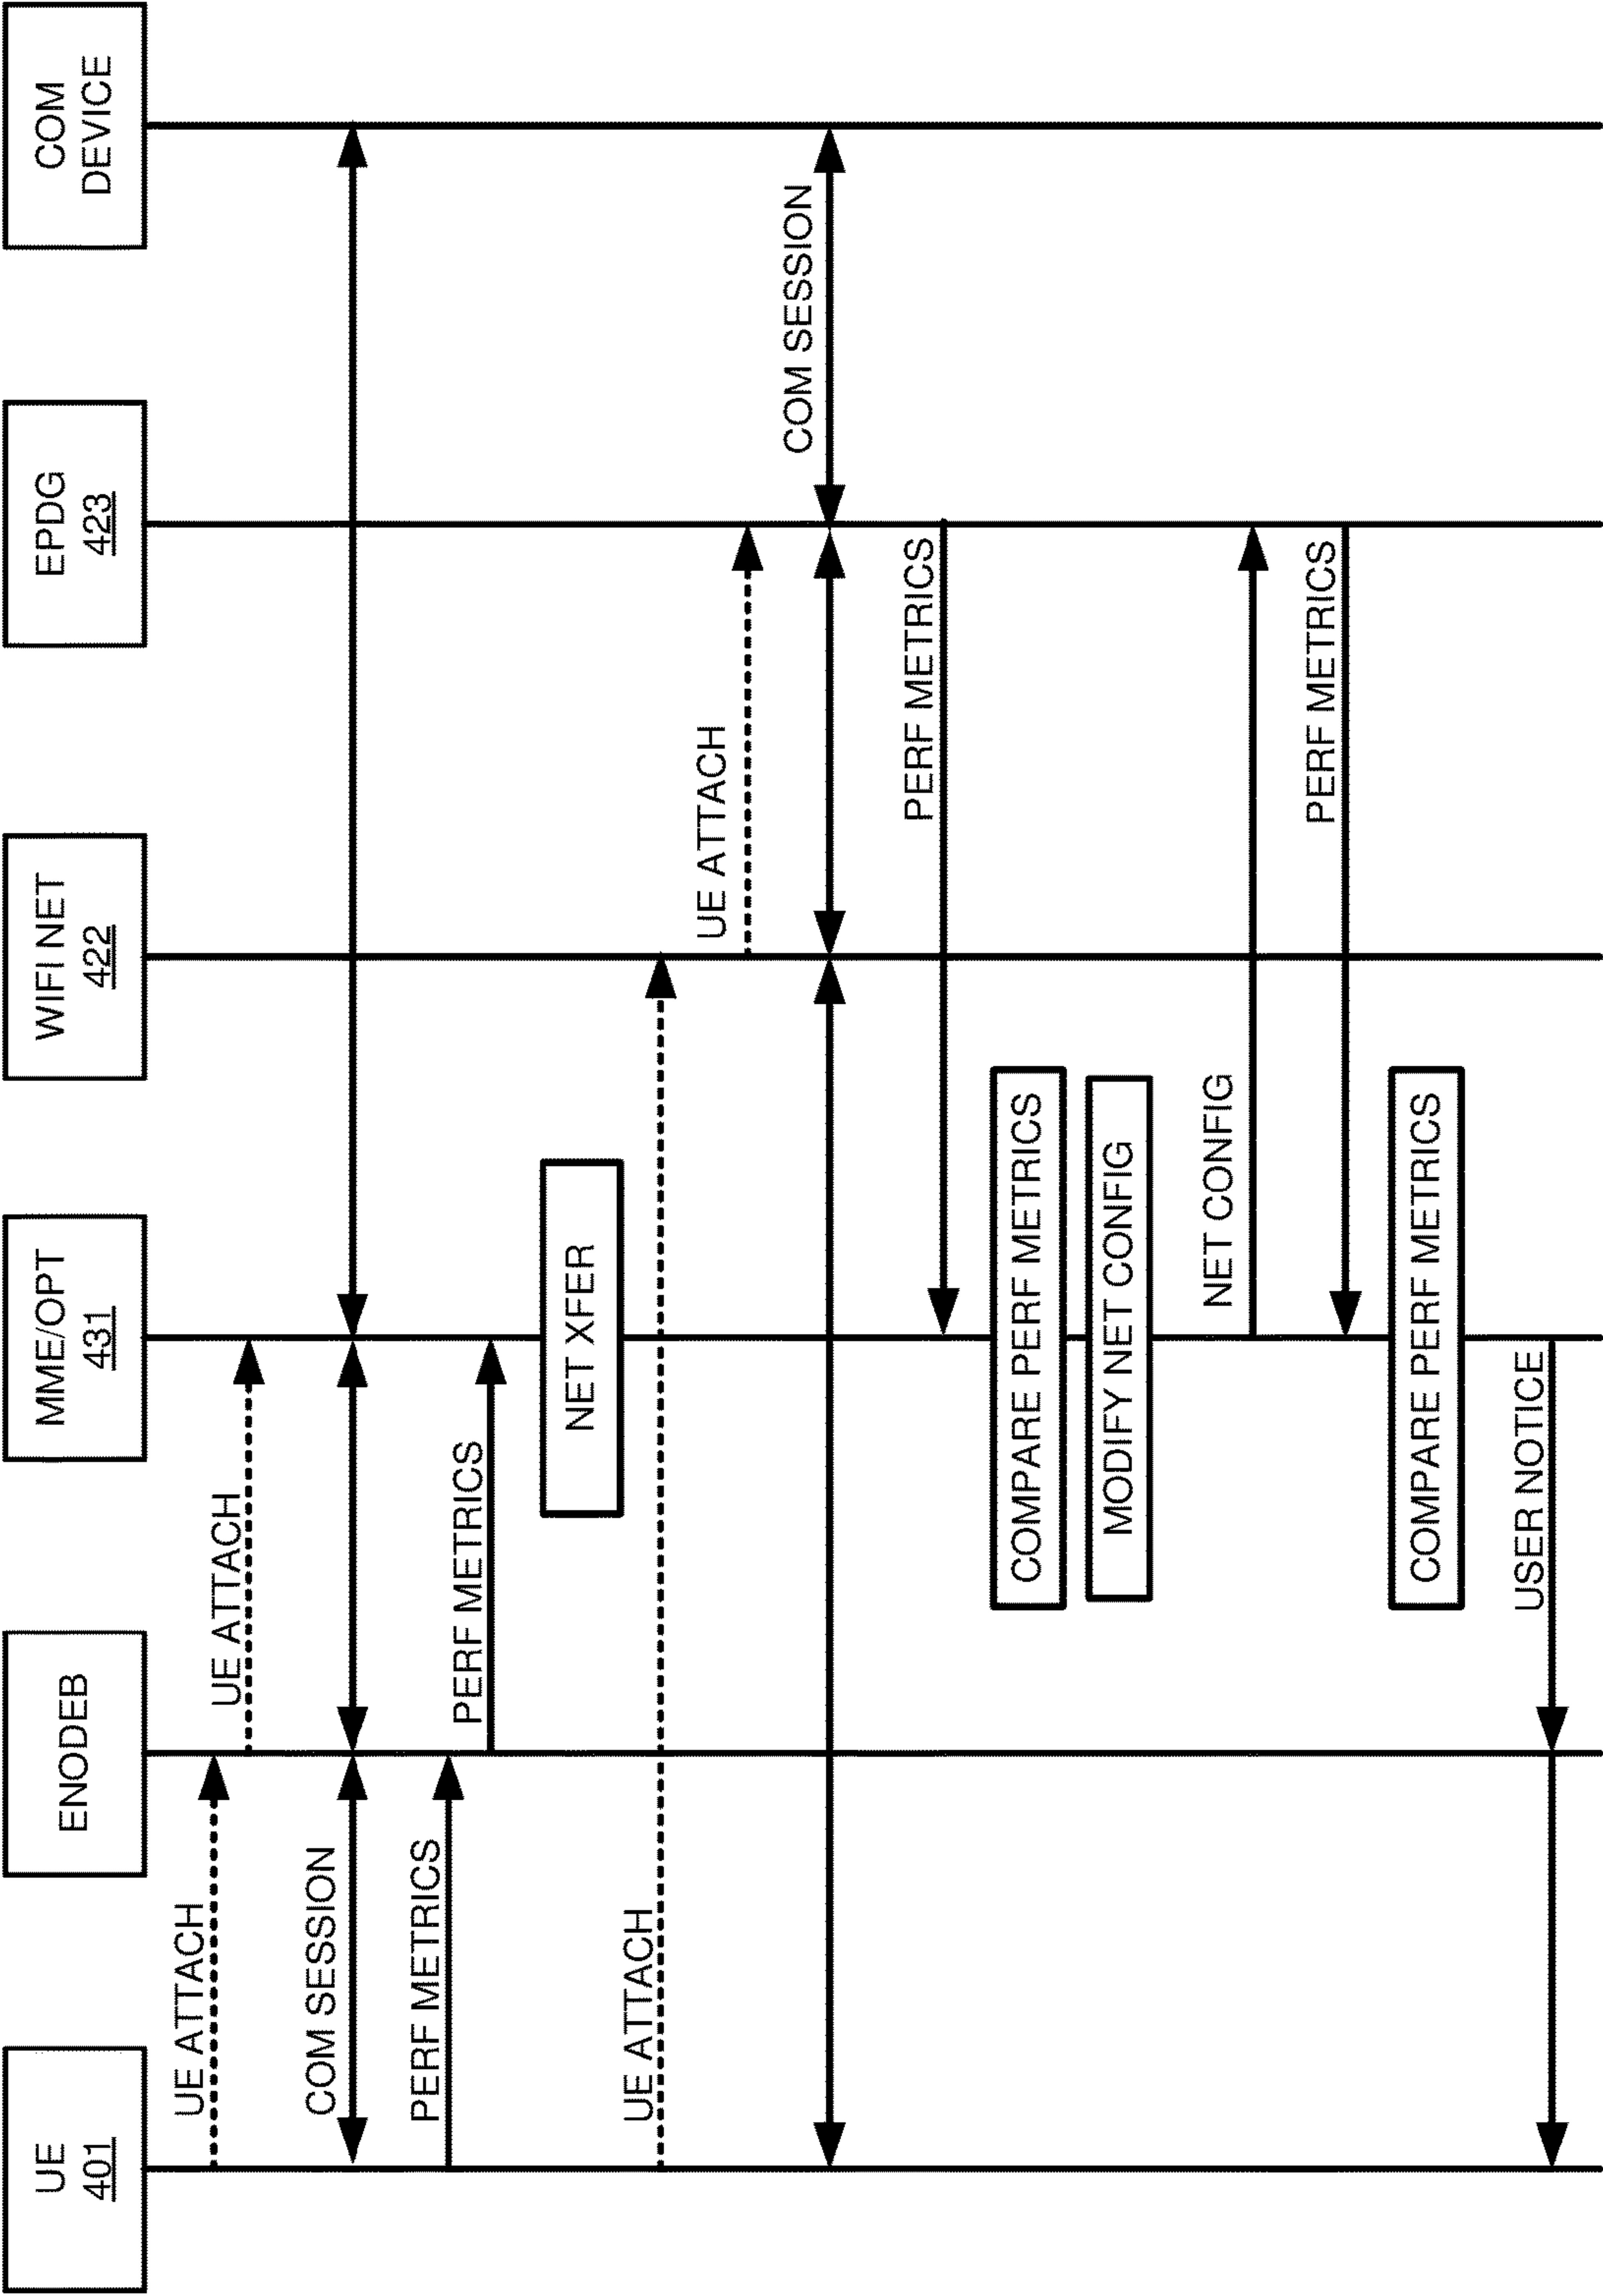 UE
401
ENODEB
MME/OPT
431
WIFI NET
422
EPDG
423
COM
DEVICE
UE ATTACH
UE ATTACH
COM SESSION
PERF METRICS
PERF METRICS
NET XFER
UE ATTACH
UE ATTACH
COM SESSION
PERF METRICS
COMPARE PERF METRICS
MODIFY NET CONFIG
NET CONFIG
PERF METRICS
COMPARE PERF METRICS
USER NOTICE